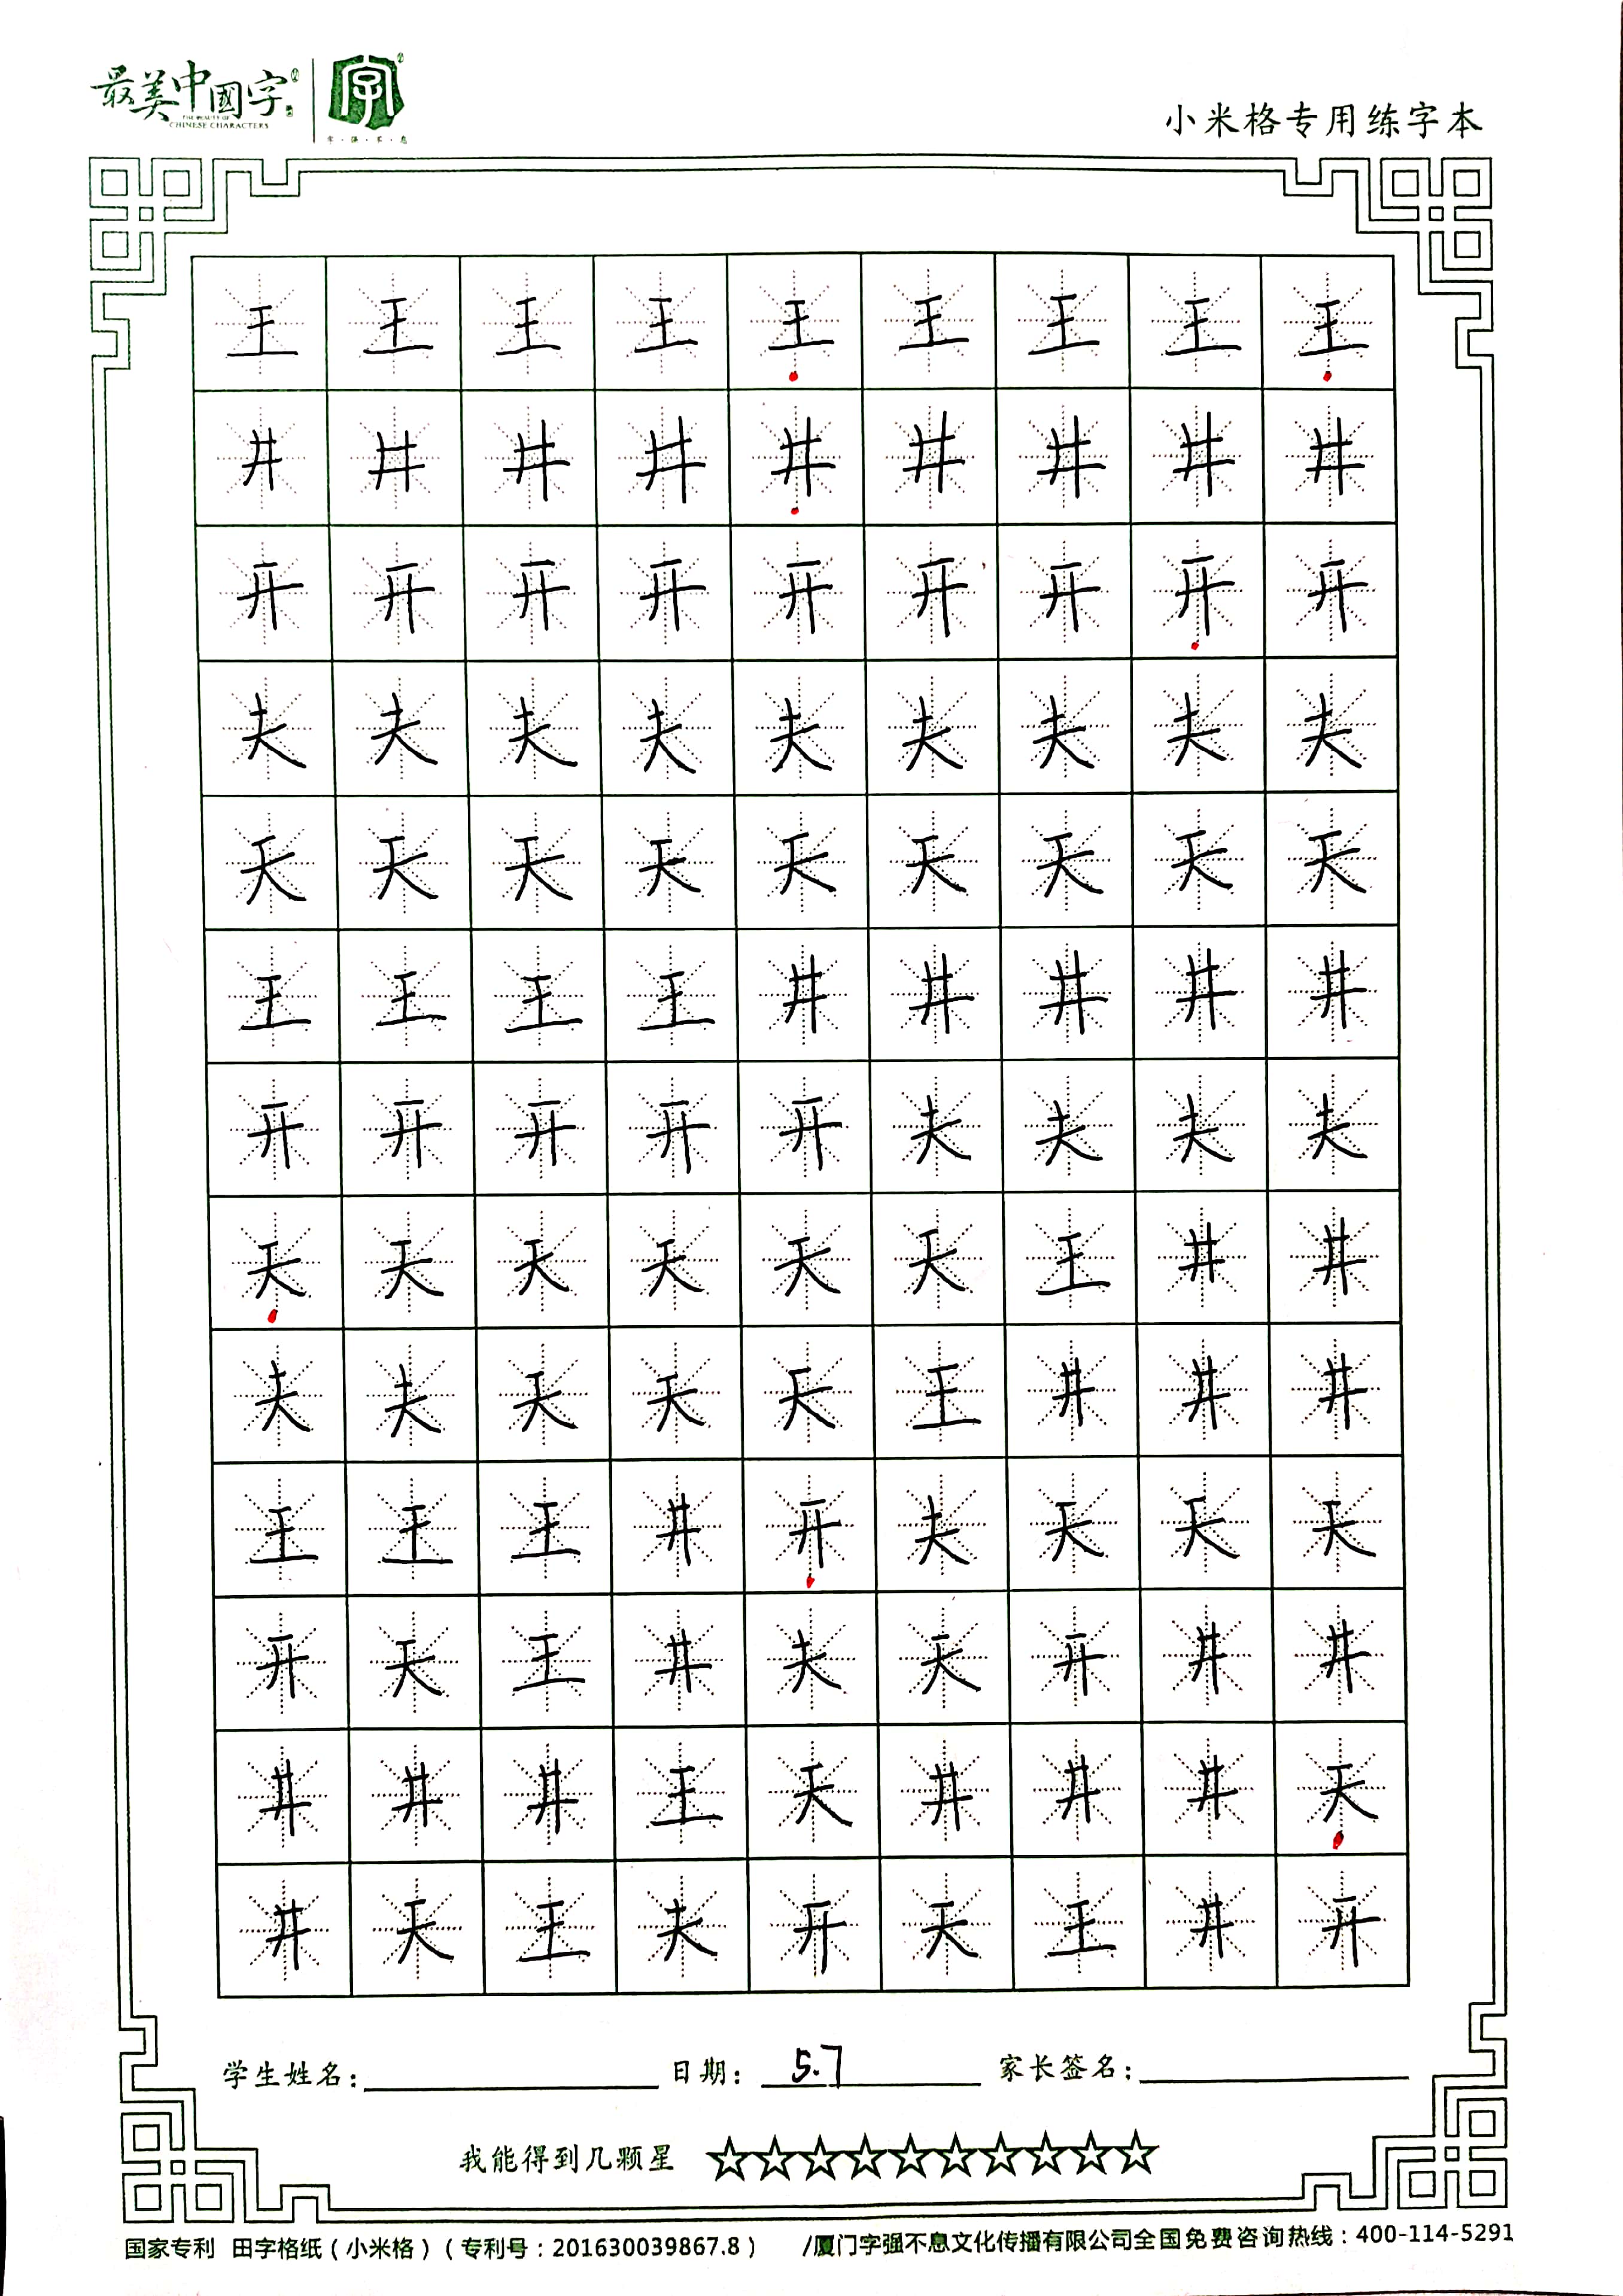 最美中國字
THE BEAUTY OF
CHINESE CHARACTERS
字
字·强·不·息
小米格专用练字本
王王王王王王王王王
井井井井井井井井井
开开开开开开开开开
夫夫夫夫夫夫夫夫夫
天天天天天天天天天
王王王王井井井井井
开开开开开夫夫夫夫
天天天天天天王井井
夫夫天天天王井井井
王王王井开夫天天天
开天王井夫天开井井
井井井王天井井井天
井天王夫开天王井开
学生姓名： 日期：5.7 家长签名：
我能得到几颗星 ☆☆☆☆☆☆☆☆☆☆
国家专利 田字格纸（小米格）（专利号：201630039867.8） /厦门字强不息文化传播有限公司全国免费咨询热线：400-114-5291